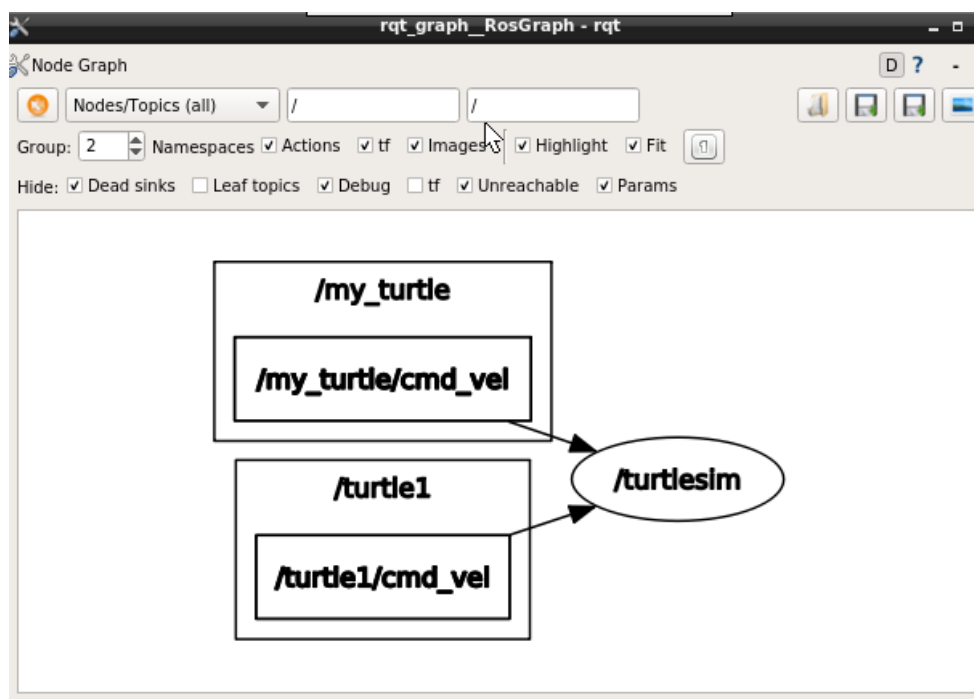 rqt_graph__RosGraph - rqt
Node Graph D ? -
Nodes/Topics (all) / /
Group: 2 Namespaces Actions tf Images Highlight Fit
Hide: Dead sinks Leaf topics Debug tf Unreachable Params
/my_turtle
/my_turtle/cmd_vel
/turtlesim
/turtle1
/turtle1/cmd_vel